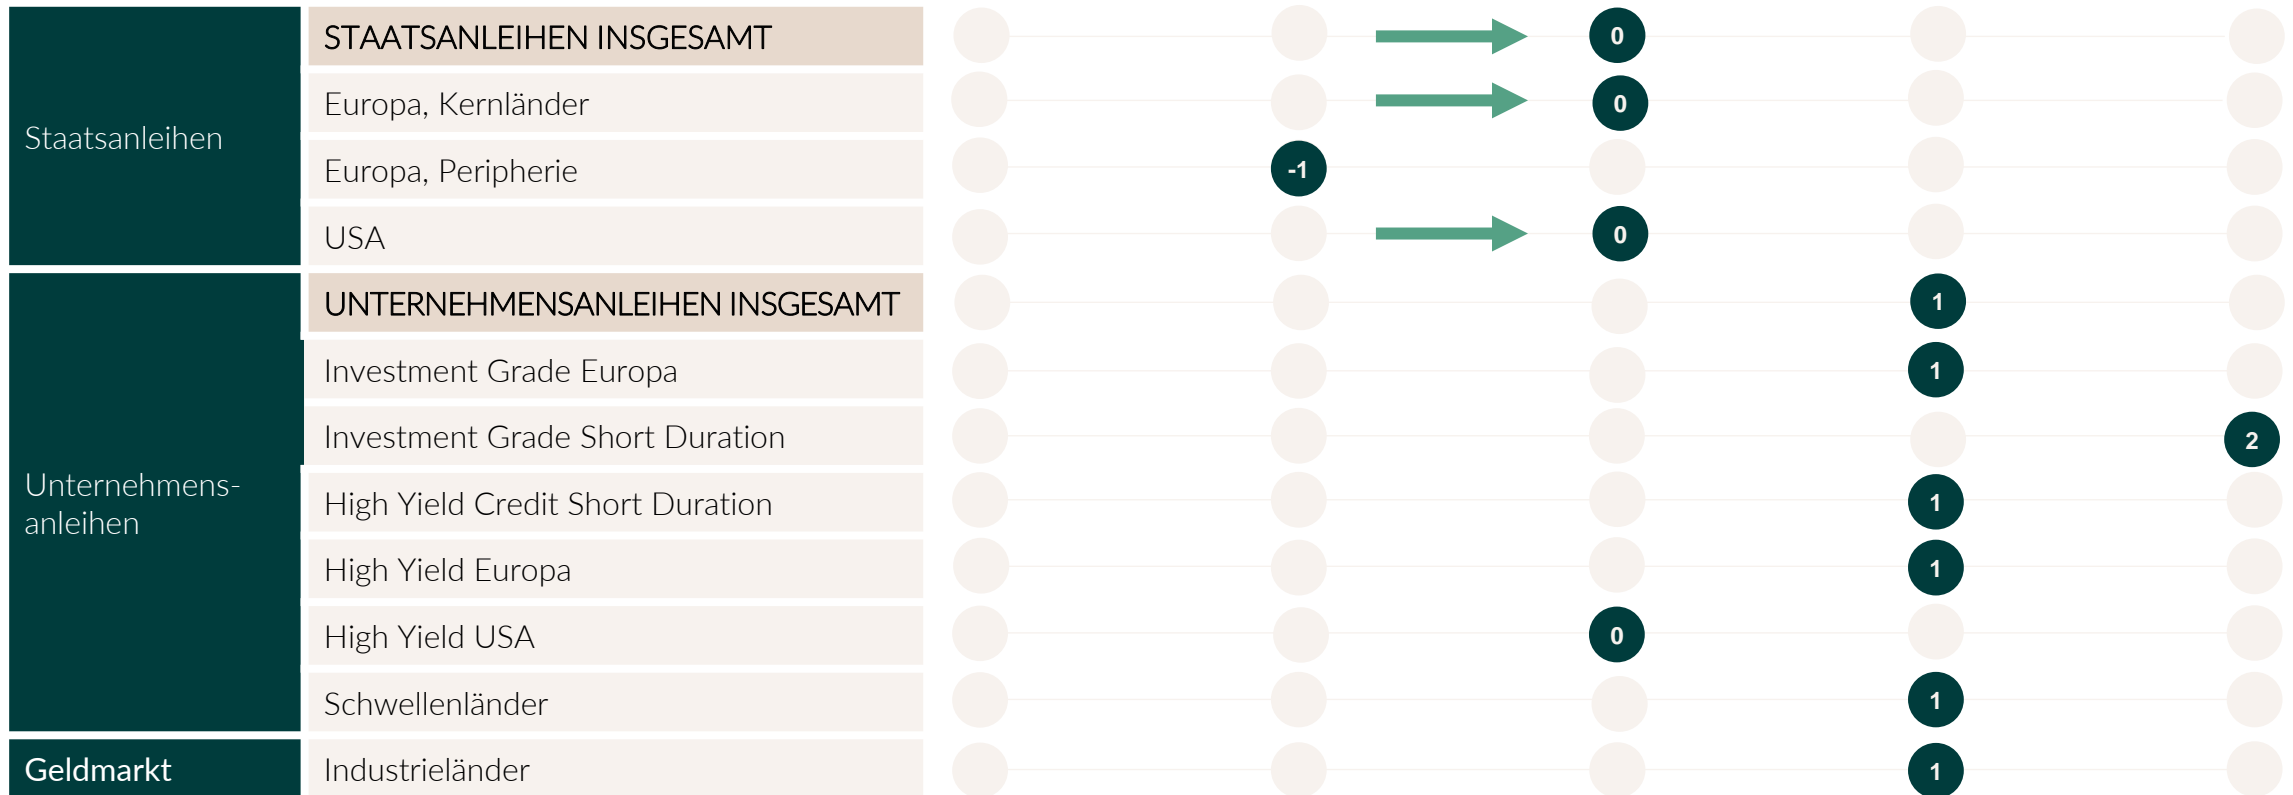 Staatsanleihen
STAATSANLEIHEN INSGESAMT
0
Europa, Kernländer
0
Europa, Peripherie
-1
USA
0
Unternehmens-
anleihen
UNTERNEHMENSANLEIHEN INSGESAMT
1
Investment Grade Europa
1
Investment Grade Short Duration
2
High Yield Credit Short Duration
1
High Yield Europa
1
High Yield USA
0
Schwellenländer
1
Geldmarkt
Industrieländer
1